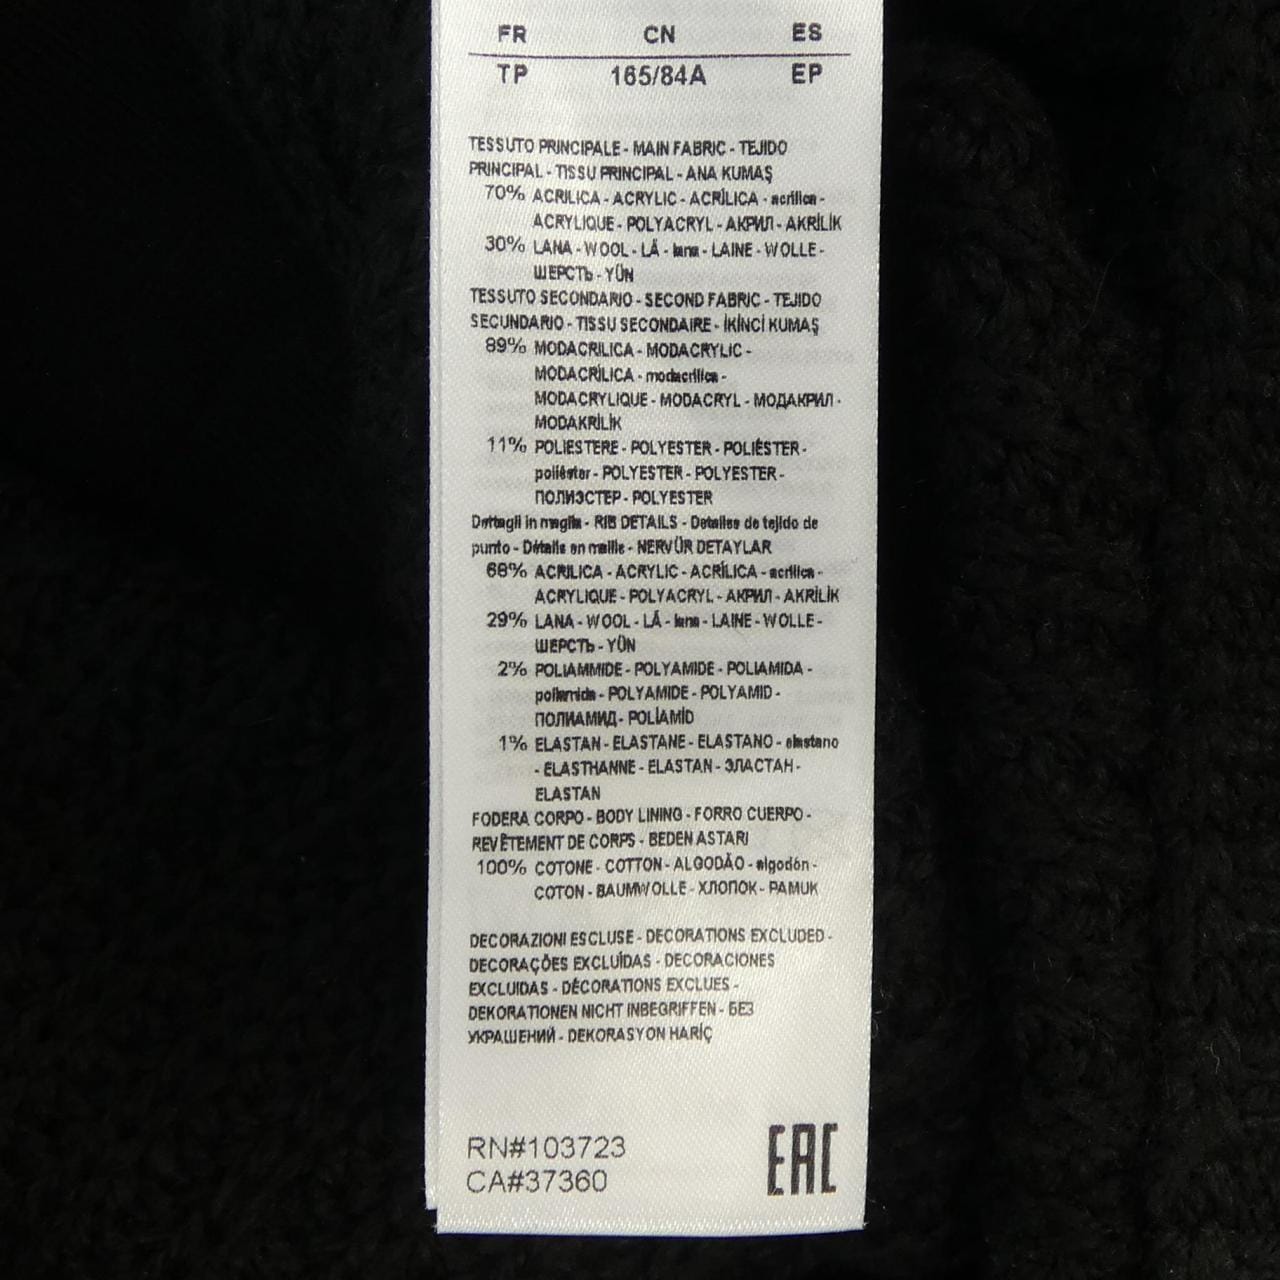 FR CN ES
TP 165/84A EP
TESSUTO PRINCIPALE - MAIN FABRIC - TEJIDO
PRINCIPAL - TISSU PRINCIPAL - ANA KUMAŞ
70% ACRILICA - ACRYLIC - ACRÍLICA - acrílica -
ACRYLIQUE - POLYACRYL - АКРИЛ - AKRİLİK
30% LANA - WOOL - LÃ - lana - LAINE - WOLLE -
ШЕРСТЬ - YÜN
TESSUTO SECONDARIO - SECOND FABRIC - TEJIDO
SECUNDARIO - TISSU SECONDAIRE - İKİNCİ KUMAŞ
89% MODACRILICA - MODACRYLIC -
MODACRÍLICA - modacrílica -
MODACRYLIQUE - MODACRYL - МОДАКРИЛ -
MODAKRİLİK
11% POLIESTERE - POLYESTER - POLIÉSTER -
poliéster - POLYESTER - POLYESTER -
ПОЛИЭСТЕР - POLYESTER
Dettagli in maglia - RIB DETAILS - Detalles de tejido de
punto - Détails en maille - NERVÜR DETAYLAR
68% ACRILICA - ACRYLIC - ACRÍLICA - acrílica -
ACRYLIQUE - POLYACRYL - АКРИЛ - AKRİLİK
29% LANA - WOOL - LÃ - lana - LAINE - WOLLE -
ШЕРСТЬ - YÜN
2% POLIAMMIDE - POLYAMIDE - POLIAMIDA -
poliamida - POLYAMIDE - POLYAMID -
ПОЛИАМИД - POLİAMİD
1% ELASTAN - ELASTANE - ELASTANO - elastano
- ELASTHANNE - ELASTAN - ЭЛАСТАН -
ELASTAN
FODERA CORPO - BODY LINING - FORRO CUERPO -
REVÊTEMENT DE CORPS - BEDEN ASTARI
100% COTONE - COTTON - ALGODÃO - algodón -
COTON - BAUMWOLLE - ХЛОПОК - PAMUK
DECORAZIONI ESCLUSE - DECORATIONS EXCLUDED -
DECORAÇÕES EXCLUÍDAS - DECORACIONES
EXCLUIDAS - DÉCORATIONS EXCLUES -
DEKORATIONEN NICHT INBEGRIFFEN - БЕЗ
УКРАШЕНИЙ - DEKORASYON HARİÇ
RN#103723
CA#37360
EAC